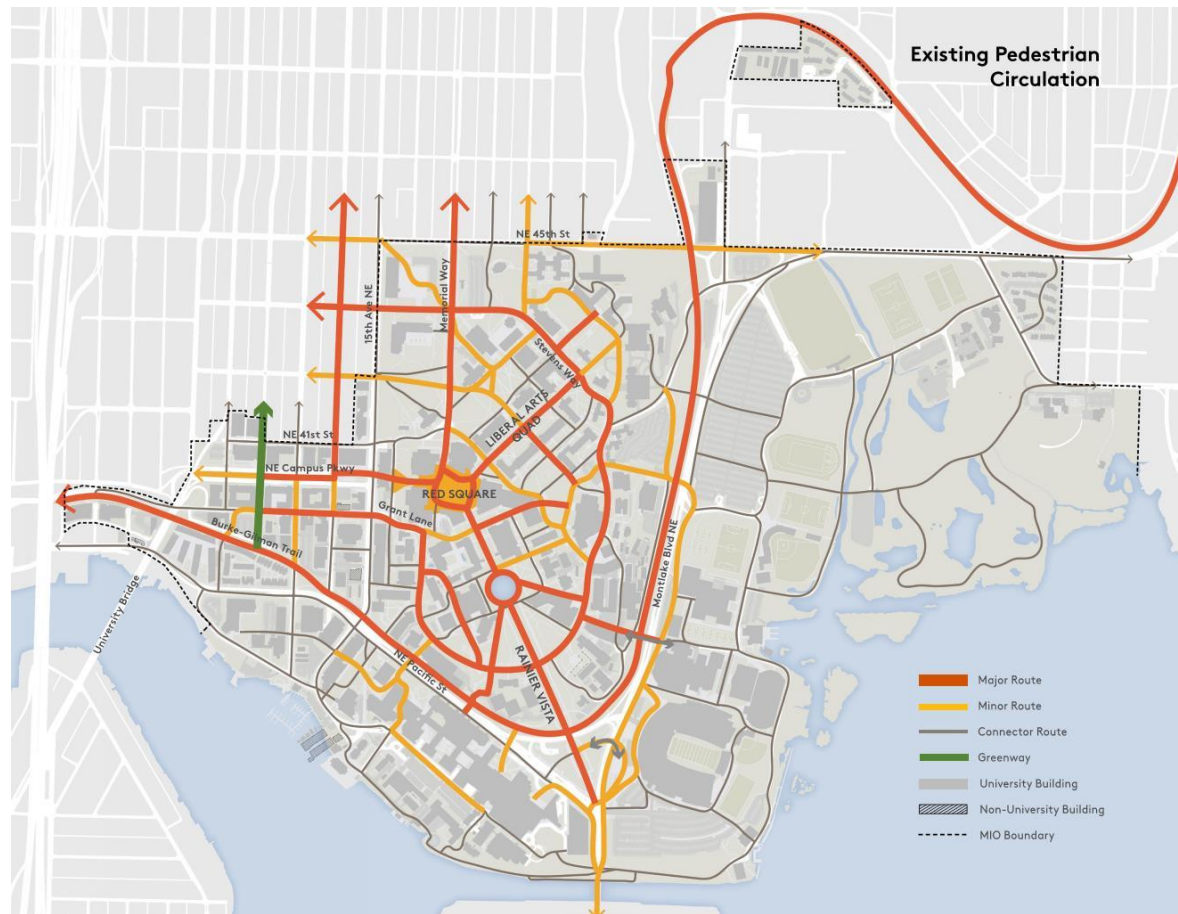 Existing Pedestrian
Circulation
NE 45th St
15th Ave NE
Memorial Way
Stevens Way
LIBERAL ARTS
QUAD
NE 41st St
NE Campus Pkwy
RED SQUARE
Grant Lane
Burke-Gilman Trail
University Bridge
NE Pacific St
RAINIER VISTA
Montlake Blvd NE
Major Route
Minor Route
Connector Route
Greenway
University Building
Non-University Building
MIO Boundary